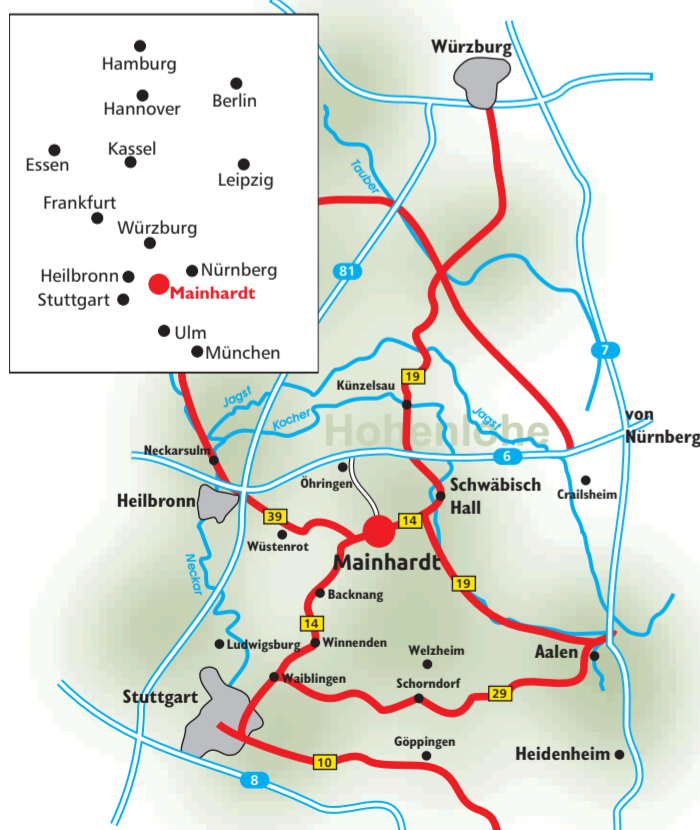 Hamburg
Berlin
Hannover
Kassel
Essen
Leipzig
Frankfurt
Würzburg
Heilbronn
Nürnberg
Stuttgart
Mainhardt
Ulm
München
Würzburg
Tauber
81
7
19
Künzelsau
Jagst
Kocher
Jagst
Hohenlohe
von
Nürnberg
Neckarsulm
6
Öhringen
Schwäbisch
Hall
Crailsheim
Heilbronn
39
14
Wüstenrot
Mainhardt
Neckar
19
Backnang
14
Ludwigsburg
Winnenden
Welzheim
Aalen
Waiblingen
Schorndorf
29
Stuttgart
Göppingen
Heidenheim
10
8